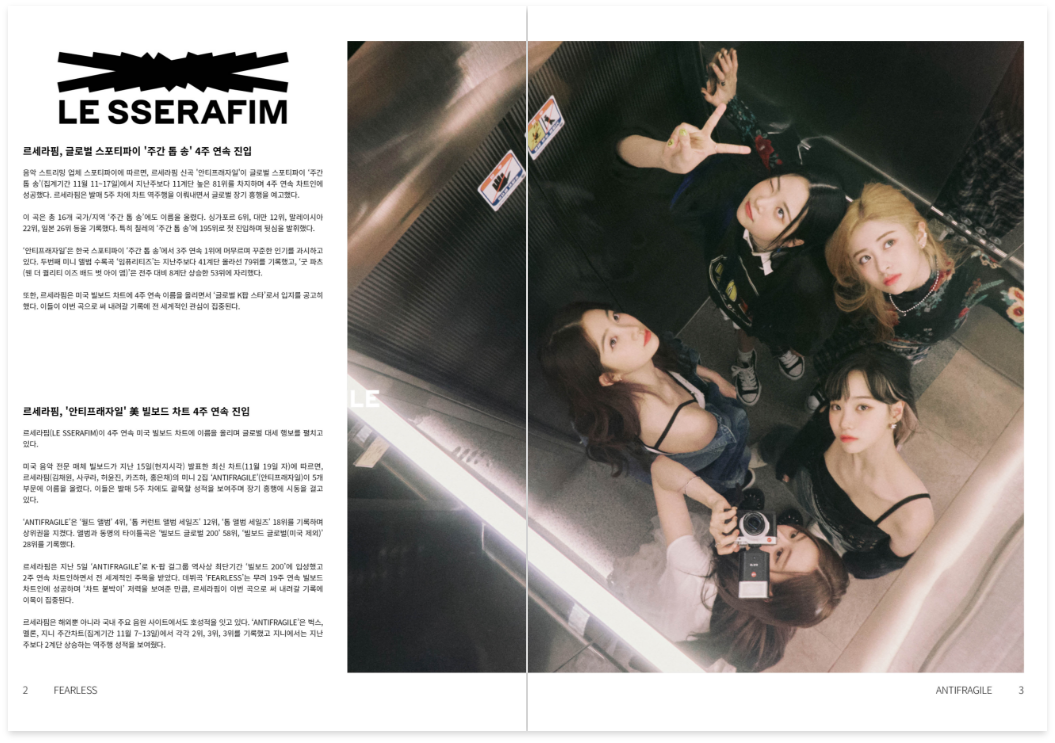 LE SSERAFIM
르세라핌, 글로벌 스포티파이 '주간 톱 송' 4주 연속 진입
음악 스트리밍 업체 스포티파이에 따르면, 르세라핌 신곡 '안티프래자일'이 글로벌 스포티파이 '주간
톱 송'(집계기간 11월 11~17일)에서 지난주보다 11계단 높은 81위를 차지하며 4주 연속 차트인에
성공했다. 르세라핌은 발매 5주 차에 차트 역주행을 이뤄내면서 글로벌 장기 흥행을 예고했다.
이 곡은 총 16개 국가/지역 '주간 톱 송'에도 이름을 올렸다. 싱가포르 6위, 대만 12위, 말레이시아
22위, 일본 26위 등을 기록했다. 특히 칠레의 '주간 톱 송'에 195위로 첫 진입하며 뒷심을 발휘했다.
'안티프래자일'은 한국 스포티파이 '주간 톱 송'에서 3주 연속 1위에 머무르며 꾸준한 인기를 과시하고
있다. 두번째 미니 앨범 수록곡 '임퓨리티즈'는 지난주보다 41계단 올라선 79위를 기록했고, '굿 파츠
(웬 더 퀄리티 이즈 배드 벗 아이 엠)'은 전주 대비 8계단 상승한 53위에 자리했다.
또한, 르세라핌은 미국 빌보드 차트에 4주 연속 이름을 올리면서 '글로벌 K팝 스타'로서 입지를 공고히
했다. 이들이 이번 곡으로 써 내려갈 기록에 전 세계적인 관심이 집중된다.
르세라핌, '안티프래자일' 美 빌보드 차트 4주 연속 진입
르세라핌(LE SSERAFIM)이 4주 연속 미국 빌보드 차트에 이름을 올리며 글로벌 대세 행보를 펼치고
있다.
미국 음악 전문 매체 빌보드가 지난 15일(현지시각) 발표한 최신 차트(11월 19일 자)에 따르면,
르세라핌(김채원, 사쿠라, 허윤진, 카즈하, 홍은채)의 미니 2집 'ANTIFRAGILE'(안티프래자일)이 5개
부문에 이름을 올렸다. 이들은 발매 5주 차에도 괄목할 성적을 보여주며 장기 흥행에 시동을 걸고
있다.
'ANTIFRAGILE'은 '월드 앨범' 4위, '톱 커런트 앨범 세일즈' 12위, '톱 앨범 세일즈' 18위를 기록하며
상위권을 지켰다. 앨범과 동명의 타이틀곡은 '빌보드 글로벌 200' 58위, '빌보드 글로벌(미국 제외)'
28위를 기록했다.
르세라핌은 지난 5일 'ANTIFRAGILE'로 K-팝 걸그룹 역사상 최단기간 '빌보드 200'에 입성했고
2주 연속 차트인하면서 전 세계적인 주목을 받았다. 데뷔곡 'FEARLESS'는 무려 19주 연속 빌보드
차트인에 성공하며 '차트 붙박이' 저력을 보여준 만큼, 르세라핌이 이번 곡으로 써 내려갈 기록에
이목이 집중된다.
르세라핌은 해외뿐 아니라 국내 주요 음원 사이트에서도 호성적을 잇고 있다. 'ANTIFRAGILE'은 벅스,
멜론, 지니 주간차트(집계기간 11월 7~13일)에서 각각 2위, 3위, 3위를 기록했고 지니에서는 지난
주보다 2계단 상승하는 역주행 성적을 보여줬다.
LE
2 FEARLESS
ANTIFRAGILE 3